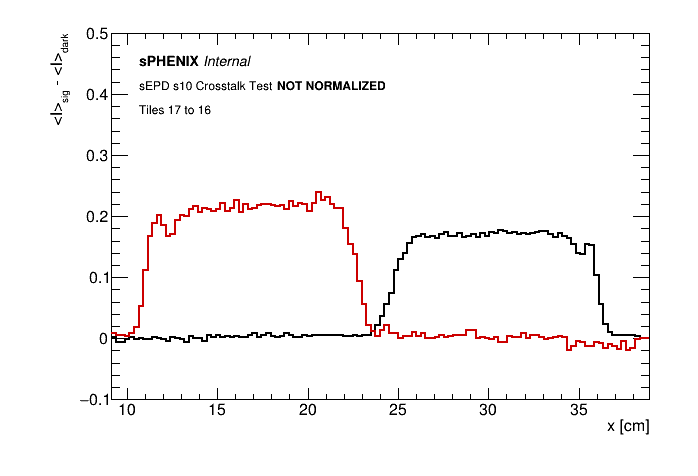 0.5
<I>sig - <I>dark
sPHENIX Internal
sEPD s10 Crosstalk Test NOT NORMALIZED
0.4
Tiles 17 to 16
0.3
0.2
0.1
0
−0.1
10 15 20 25 30 35
x [cm]